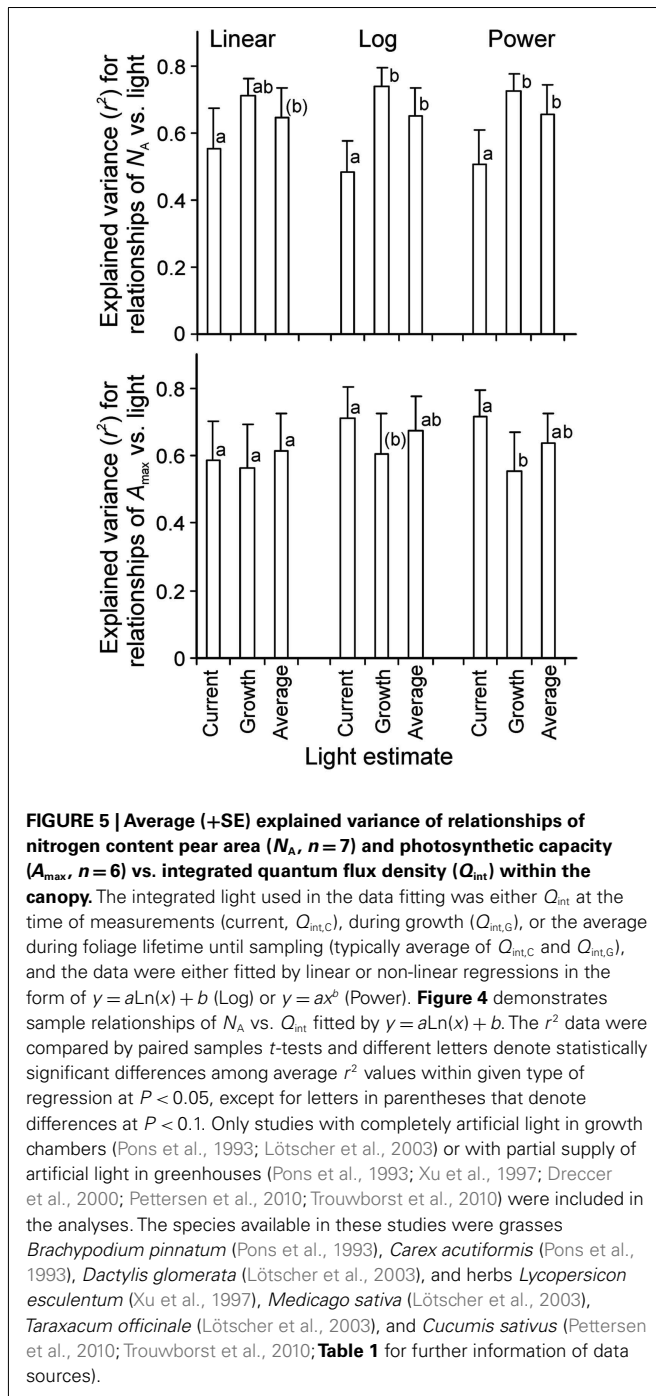 Linear Log Power
Explained variance (r²) for
relationships of N_A vs. light
0.8
0.6
0.4
0.2
0
a ab (b) a b b a b b
Explained variance (r²) for
relationships of A_max vs. light
0.8
0.6
0.4
0.2
0
a a a a (b) ab a b ab
Current Growth Average Current Growth Average Current Growth Average
Light estimate
FIGURE 5 | Average (+SE) explained variance of relationships of
nitrogen content pear area (N_A, n = 7) and photosynthetic capacity
(A_max, n = 6) vs. integrated quantum flux density (Q_int) within the
canopy. The integrated light used in the data fitting was either Q_int at the
time of measurements (current, Q_int,C), during growth (Q_int,G), or the average
during foliage lifetime until sampling (typically average of Q_int,C and Q_int,G),
and the data were either fitted by linear or non-linear regressions in the
form of y = aLn(x) + b (Log) or y = ax^b (Power). Figure 4 demonstrates
sample relationships of N_A vs. Q_int fitted by y = aLn(x) + b. The r² data were
compared by paired samples t-tests and different letters denote statistically
significant differences among average r² values within given type of
regression at P < 0.05, except for letters in parentheses that denote
differences at P < 0.1. Only studies with completely artificial light in growth
chambers (Pons et al., 1993; Lötscher et al., 2003) or with partial supply of
artificial light in greenhouses (Pons et al., 1993; Xu et al., 1997; Dreccer
et al., 2000; Pettersen et al., 2010; Trouwborst et al., 2010) were included in
the analyses. The species available in these studies were grasses
Brachypodium pinnatum (Pons et al., 1993), Carex acutiformis (Pons et al.,
1993), Dactylis glomerata (Lötscher et al., 2003), and herbs Lycopersicon
esculentum (Xu et al., 1997), Medicago sativa (Lötscher et al., 2003),
Taraxacum officinale (Lötscher et al., 2003), and Cucumis sativus (Pettersen
et al., 2010; Trouwborst et al., 2010; Table 1 for further information of data
sources).